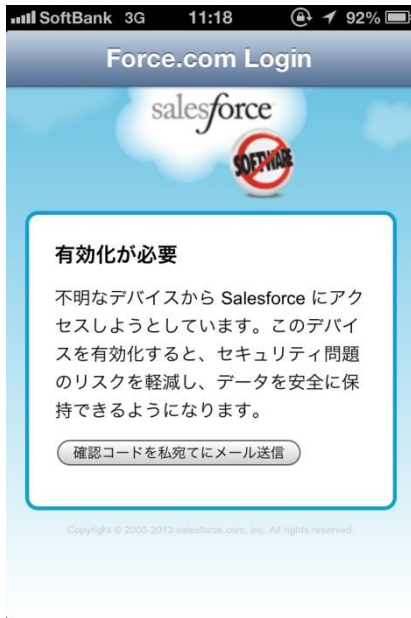 SoftBank 3G 11:18 92%
Force.com Login
salesforce
SOFTWARE
有効化が必要
不明なデバイスから Salesforce にアク
セスしようとしています。このデバイ
スを有効化すると、セキュリティ問題
のリスクを軽減し、データを安全に保
持できるようになります。
確認コードを私宛てにメール送信
Copyright © 2000-2013 salesforce.com, inc. All rights reserved.